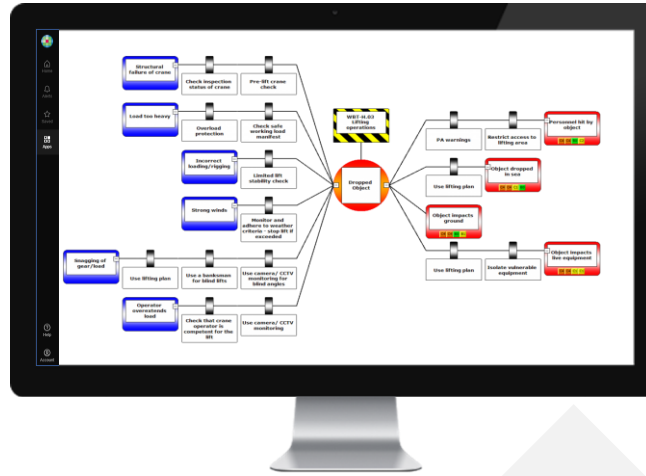 Home
Alerts
Saved
Apps
Help
Account
Structural
failure of crane
Check inspection
status of crane
Pre-lift crane
check
Load too heavy
Overload
protection
Check safe
working load
manifest
Incorrect
loading/rigging
Limited lift
stability check
Strong winds
Monitor and
adhere to weather
criteria - stop lift if
exceeded
Snagging of
gear/load
Use lifting plan
Use a banksman
for blind lifts
Use camera/ CCTV
monitoring for
blind angles
Operator
overextends
load
Check that crane
operator is
competent for the
lift
Use camera/ CCTV
monitoring
WBT-H.03
Lifting
operations
Dropped
Object
PA warnings
Restrict access to
lifting area
Personnel hit by
object
Use lifting plan
Object dropped
in sea
Object impacts
ground
Use lifting plan
Isolate vulnerable
equipment
Object impacts
live equipment